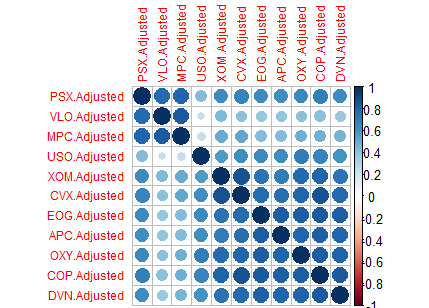 PSX.Adjusted
VLO.Adjusted
MPC.Adjusted
USO.Adjusted
XOM.Adjusted
CVX.Adjusted
EOG.Adjusted
APC.Adjusted
OXY.Adjusted
COP.Adjusted
DVN.Adjusted
PSX.Adjusted
VLO.Adjusted
MPC.Adjusted
USO.Adjusted
XOM.Adjusted
CVX.Adjusted
EOG.Adjusted
APC.Adjusted
OXY.Adjusted
COP.Adjusted
DVN.Adjusted
1
0.8
0.6
0.4
0.2
0
-0.2
-0.4
-0.6
-0.8
-1